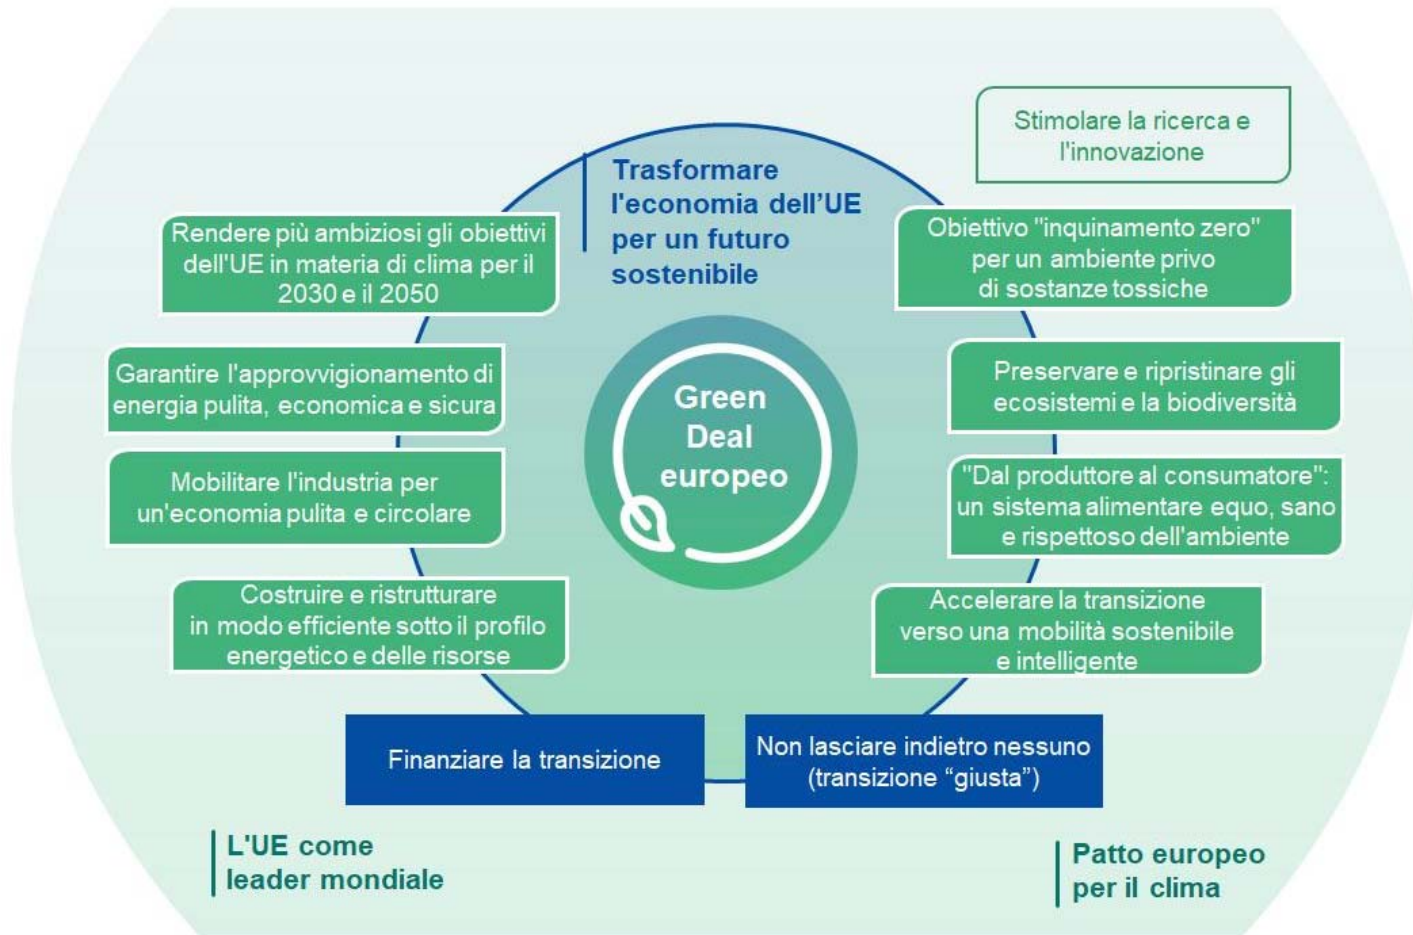 Stimolare la ricerca e
l'innovazione
Trasformare
l'economia dell’UE
per un futuro
sostenibile
Rendere più ambiziosi gli obiettivi
dell'UE in materia di clima per il
2030 e il 2050
Obiettivo "inquinamento zero"
per un ambiente privo
di sostanze tossiche
Garantire l'approvvigionamento di
energia pulita, economica e sicura
Preservare e ripristinare gli
ecosistemi e la biodiversità
Green
Deal
europeo
Mobilitare l'industria per
un'economia pulita e circolare
"Dal produttore al consumatore":
un sistema alimentare equo, sano
e rispettoso dell'ambiente
Costruire e ristrutturare
in modo efficiente sotto il profilo
energetico e delle risorse
Accelerare la transizione
verso una mobilità sostenibile
e intelligente
Finanziare la transizione
Non lasciare indietro nessuno
(transizione “giusta”)
L'UE come
leader mondiale
Patto europeo
per il clima